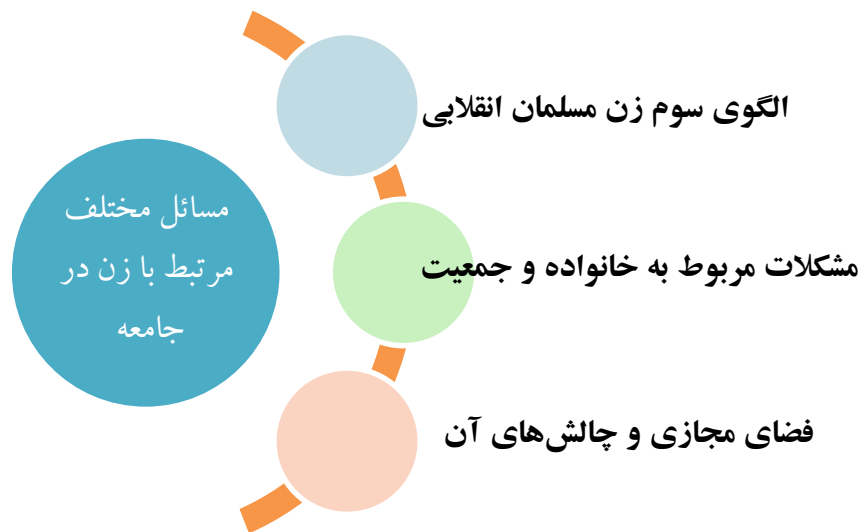 الگوی سوم زن مسلمان انقلابی
مسائل مختلف
مرتبط با زن در
جامعه
مشکلات مربوط به خانواده و جمعیت
فضای مجازی و چالش‌های آن